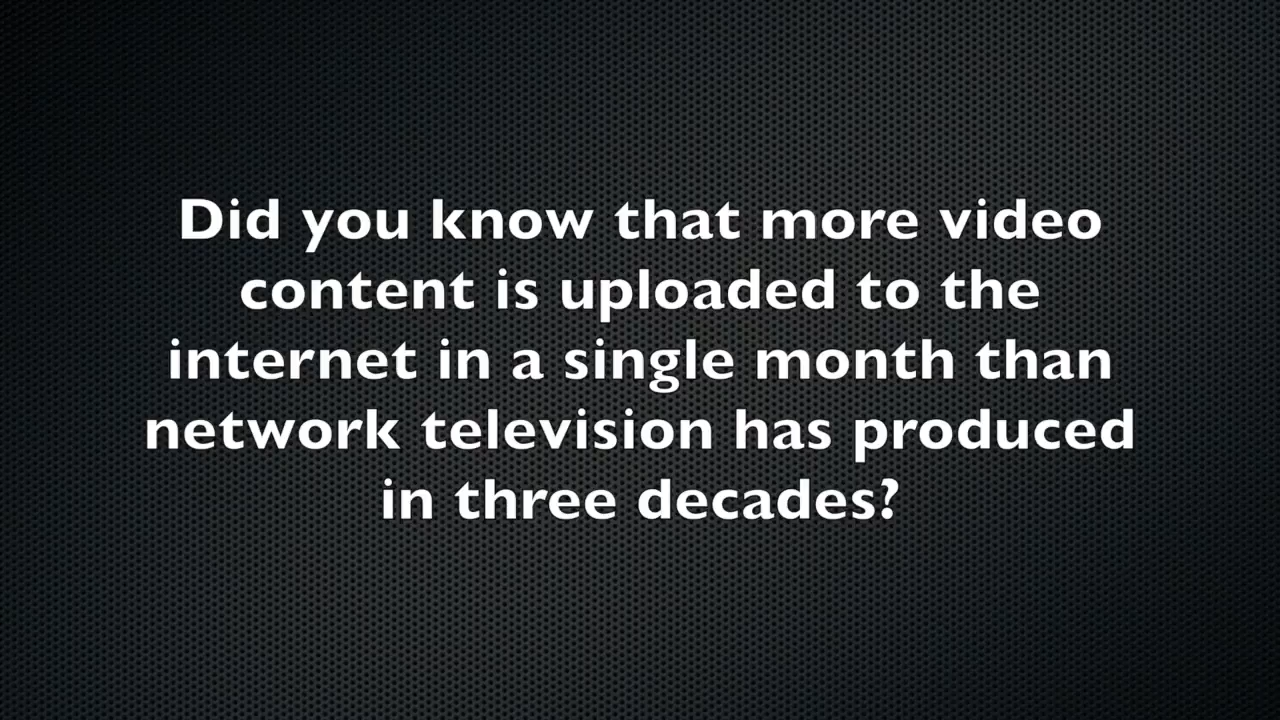 Did you know that more video
content is uploaded to the
internet in a single month than
network television has produced
in three decades?